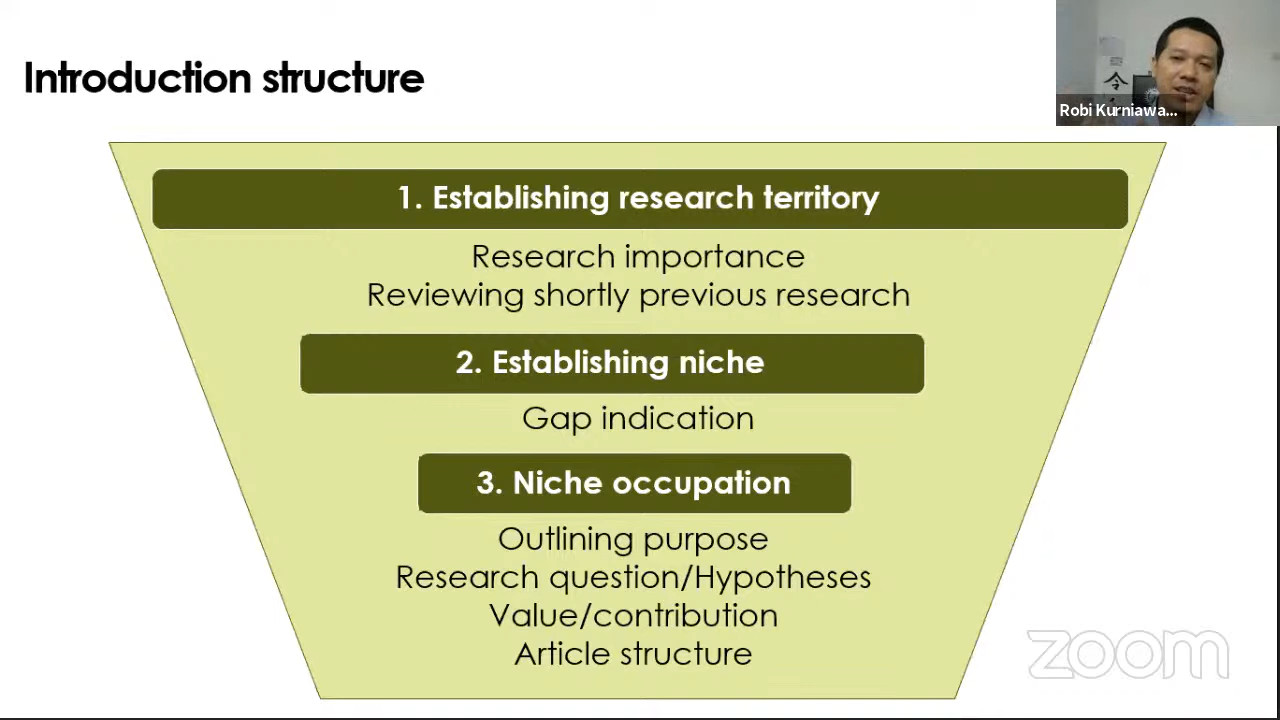 Introduction structure
Robi Kurniawa...
令
1. Establishing research territory
Research importance
Reviewing shortly previous research
2. Establishing niche
Gap indication
3. Niche occupation
Outlining purpose
Research question/Hypotheses
Value/contribution
Article structure
zoom